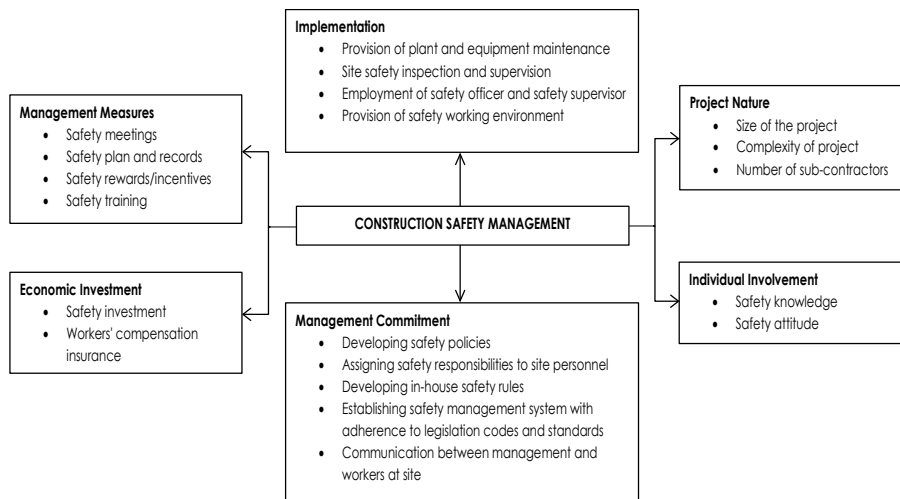 Implementation
• Provision of plant and equipment maintenance
• Site safety inspection and supervision
• Employment of safety officer and safety supervisor
• Provision of safety working environment
Management Measures
• Safety meetings
• Safety plan and records
• Safety rewards/incentives
• Safety training
Project Nature
• Size of the project
• Complexity of project
• Number of sub-contractors
CONSTRUCTION SAFETY MANAGEMENT
Economic Investment
• Safety investment
• Workers' compensation
insurance
Management Commitment
• Developing safety policies
• Assigning safety responsibilities to site personnel
• Developing in-house safety rules
• Establishing safety management system with
adherence to legislation codes and standards
• Communication between management and
workers at site
Individual Involvement
• Safety knowledge
• Safety attitude